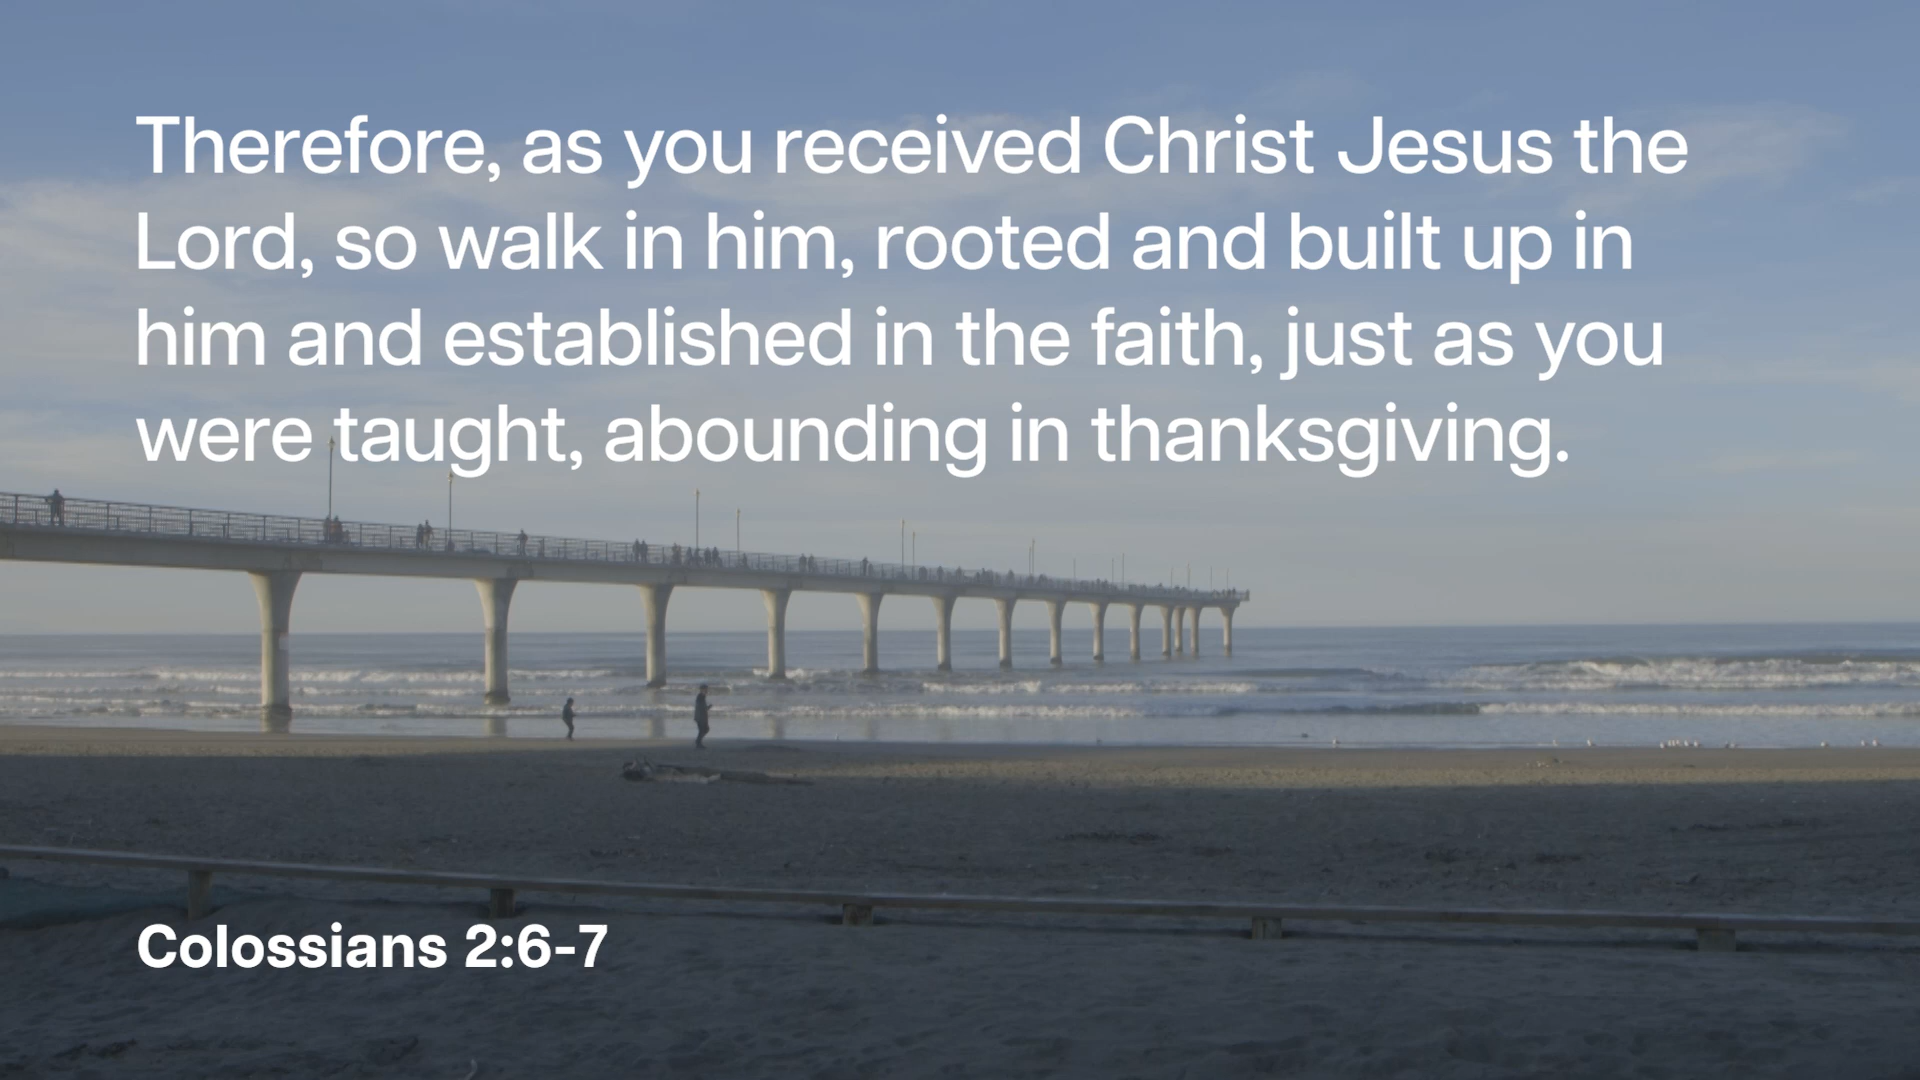 Therefore, as you received Christ Jesus the
Lord, so walk in him, rooted and built up in
him and established in the faith, just as you
were taught, abounding in thanksgiving.
Colossians 2:6-7